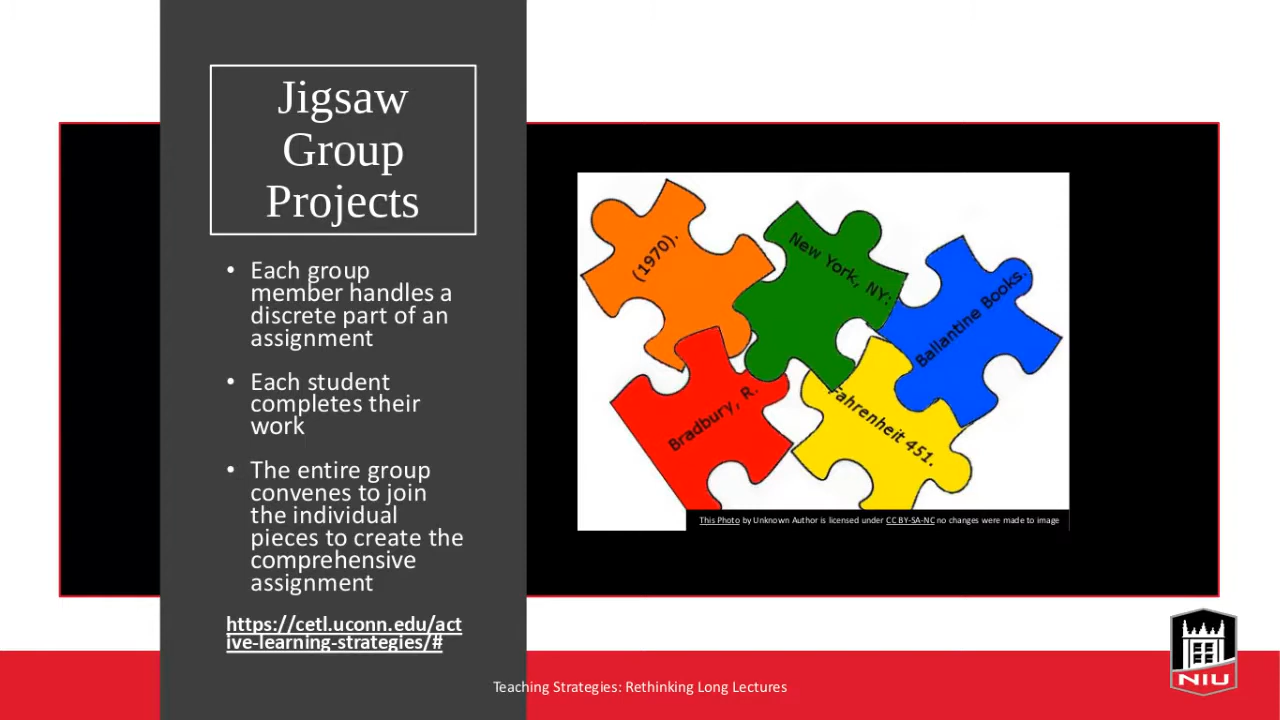 Jigsaw
Group
Projects
• Each group
member handles a
discrete part of an
assignment
• Each student
completes their
work
• The entire group
convenes to join
the individual
pieces to create the
comprehensive
assignment
https://cetl.uconn.edu/act
ive-learning-strategies/#
(1970).
New York, NY:
Ballantine Books.
Bradbury, R.
Fahrenheit 451.
This Photo by Unknown Author is licensed under CC BY-SA-NC no changes were made to image
Teaching Strategies: Rethinking Long Lectures
NIU